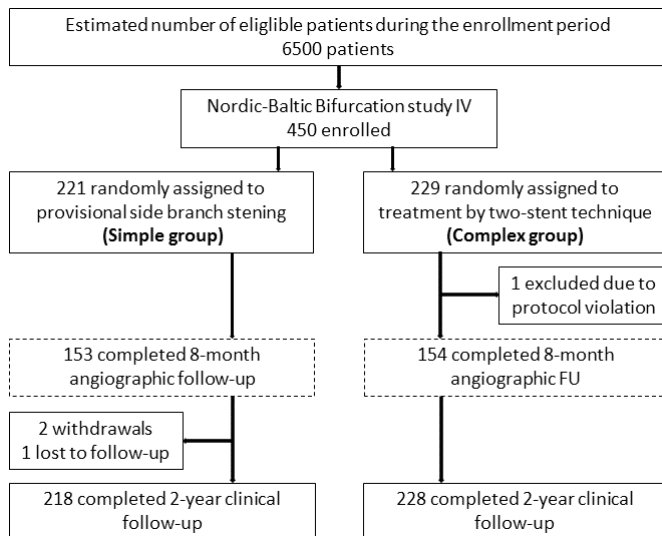 Estimated number of eliglible patients during the enrollment period
6500 patients
Nordic-Baltic Bifurcation study IV
450 enrolled
221 randomly assigned to
provisional side branch stening
(Simple group)
229 randomly assigned to
treatment by two-stent technique
(Complex group)
1 excluded due to
protocol violation
153 completed 8-month
angiographic follow-up
154 completed 8-month
angiographic FU
2 withdrawals
1 lost to follow-up
218 completed 2-year clinical
follow-up
228 completed 2-year clinical
follow-up